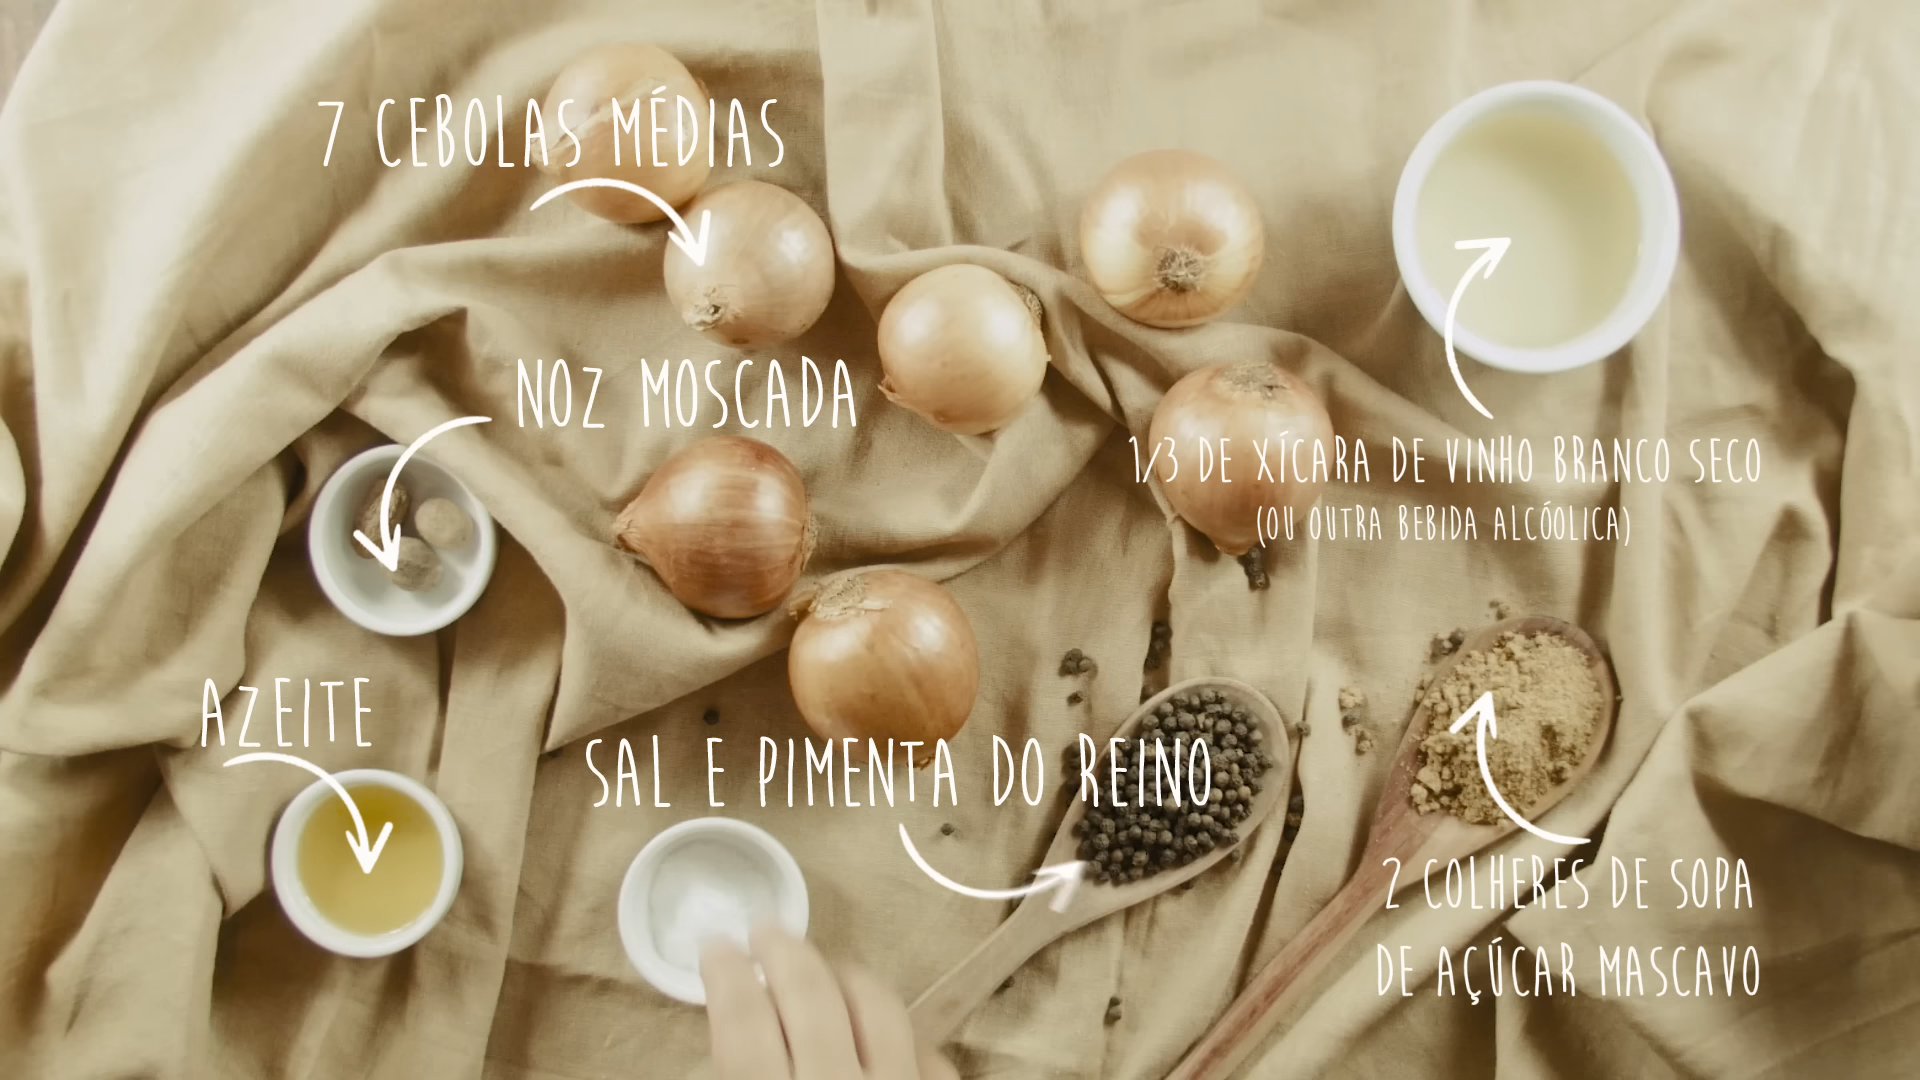 7 CEBOLAS MÉDIAS
NOZ MOSCADA
1/3 DE XÍCARA DE VINHO BRANCO SECO
(OU OUTRA BEBIDA ALCÓOLICA)
AZEITE
SAL E PIMENTA DO REINO
2 COLHERES DE SOPA
DE AÇÚCAR MASCAVO